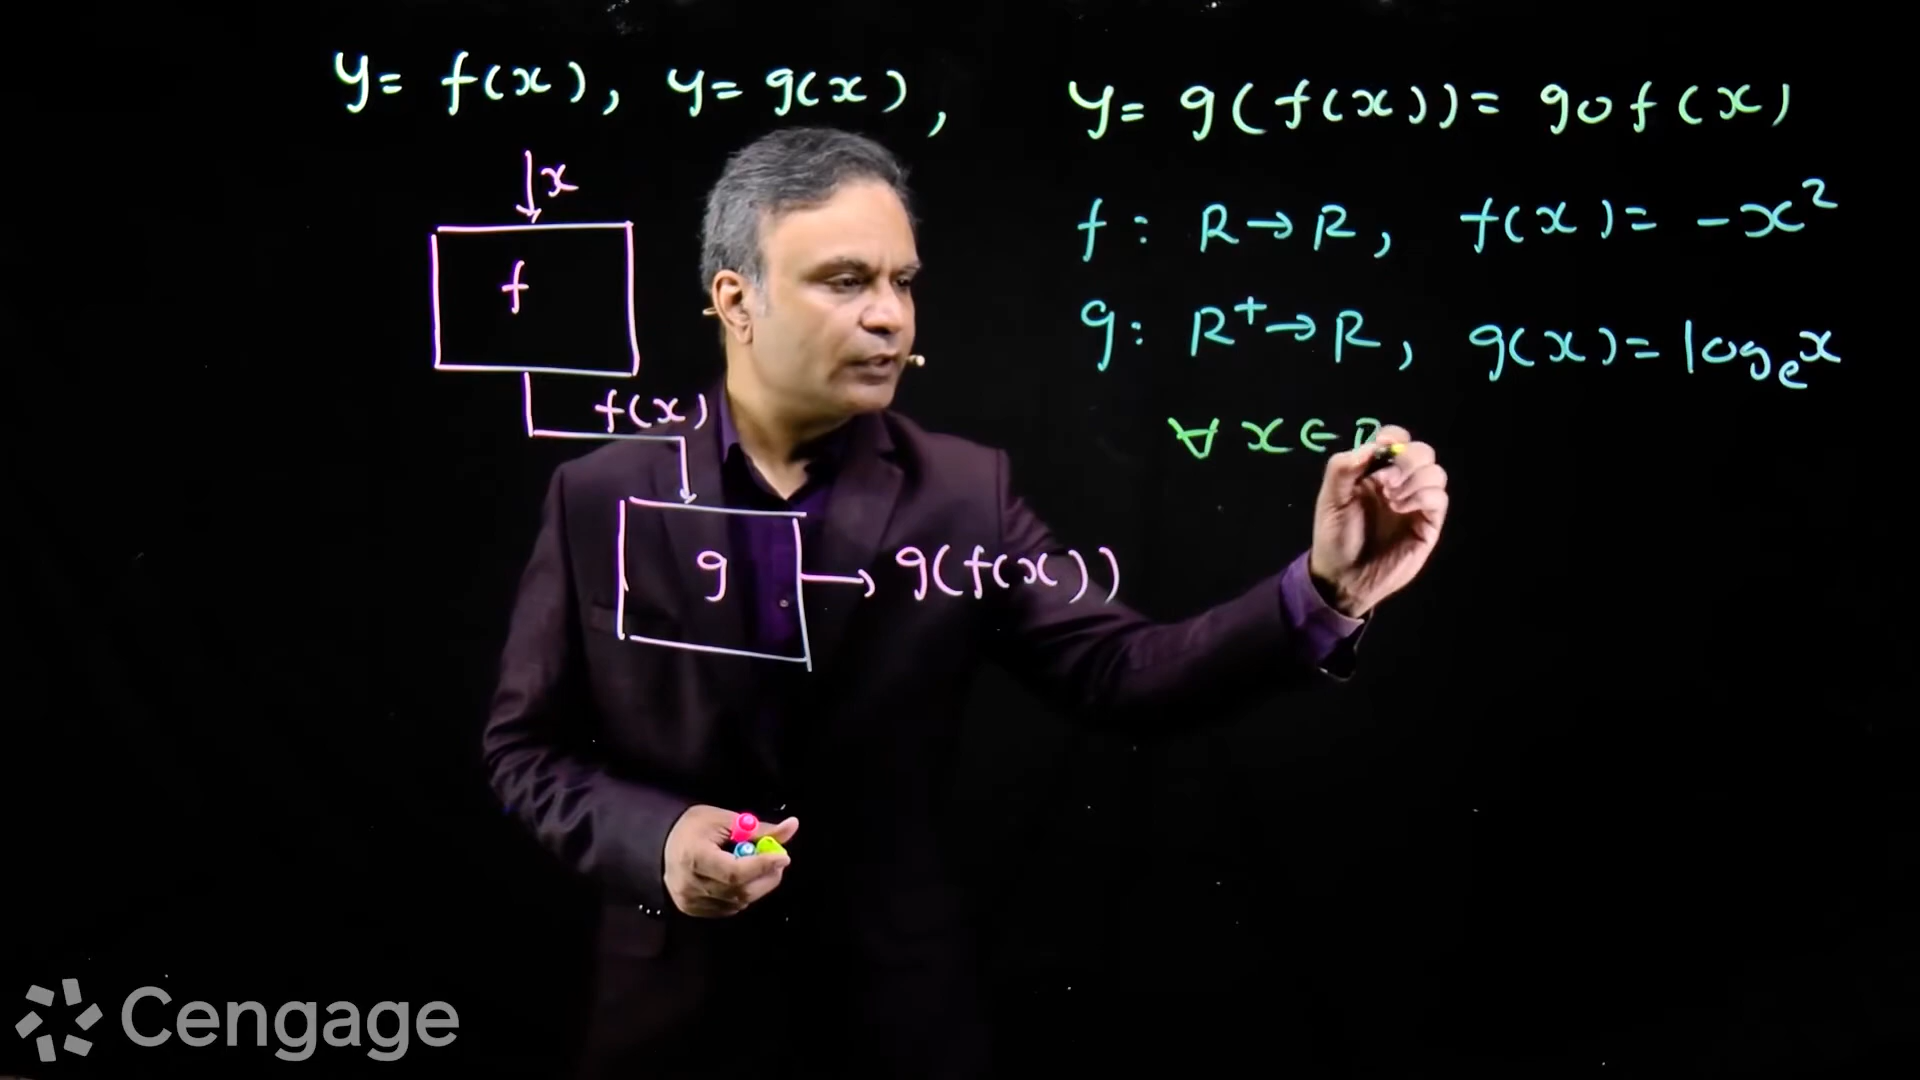 y = f(x), y = g(x), y = g(f(x)) = gof(x)
x
f
f(x)
g → g(f(x))
f : R → R, f(x) = -x²
g : R⁺ → R, g(x) = logₑx
∀ x ∈
Cengage